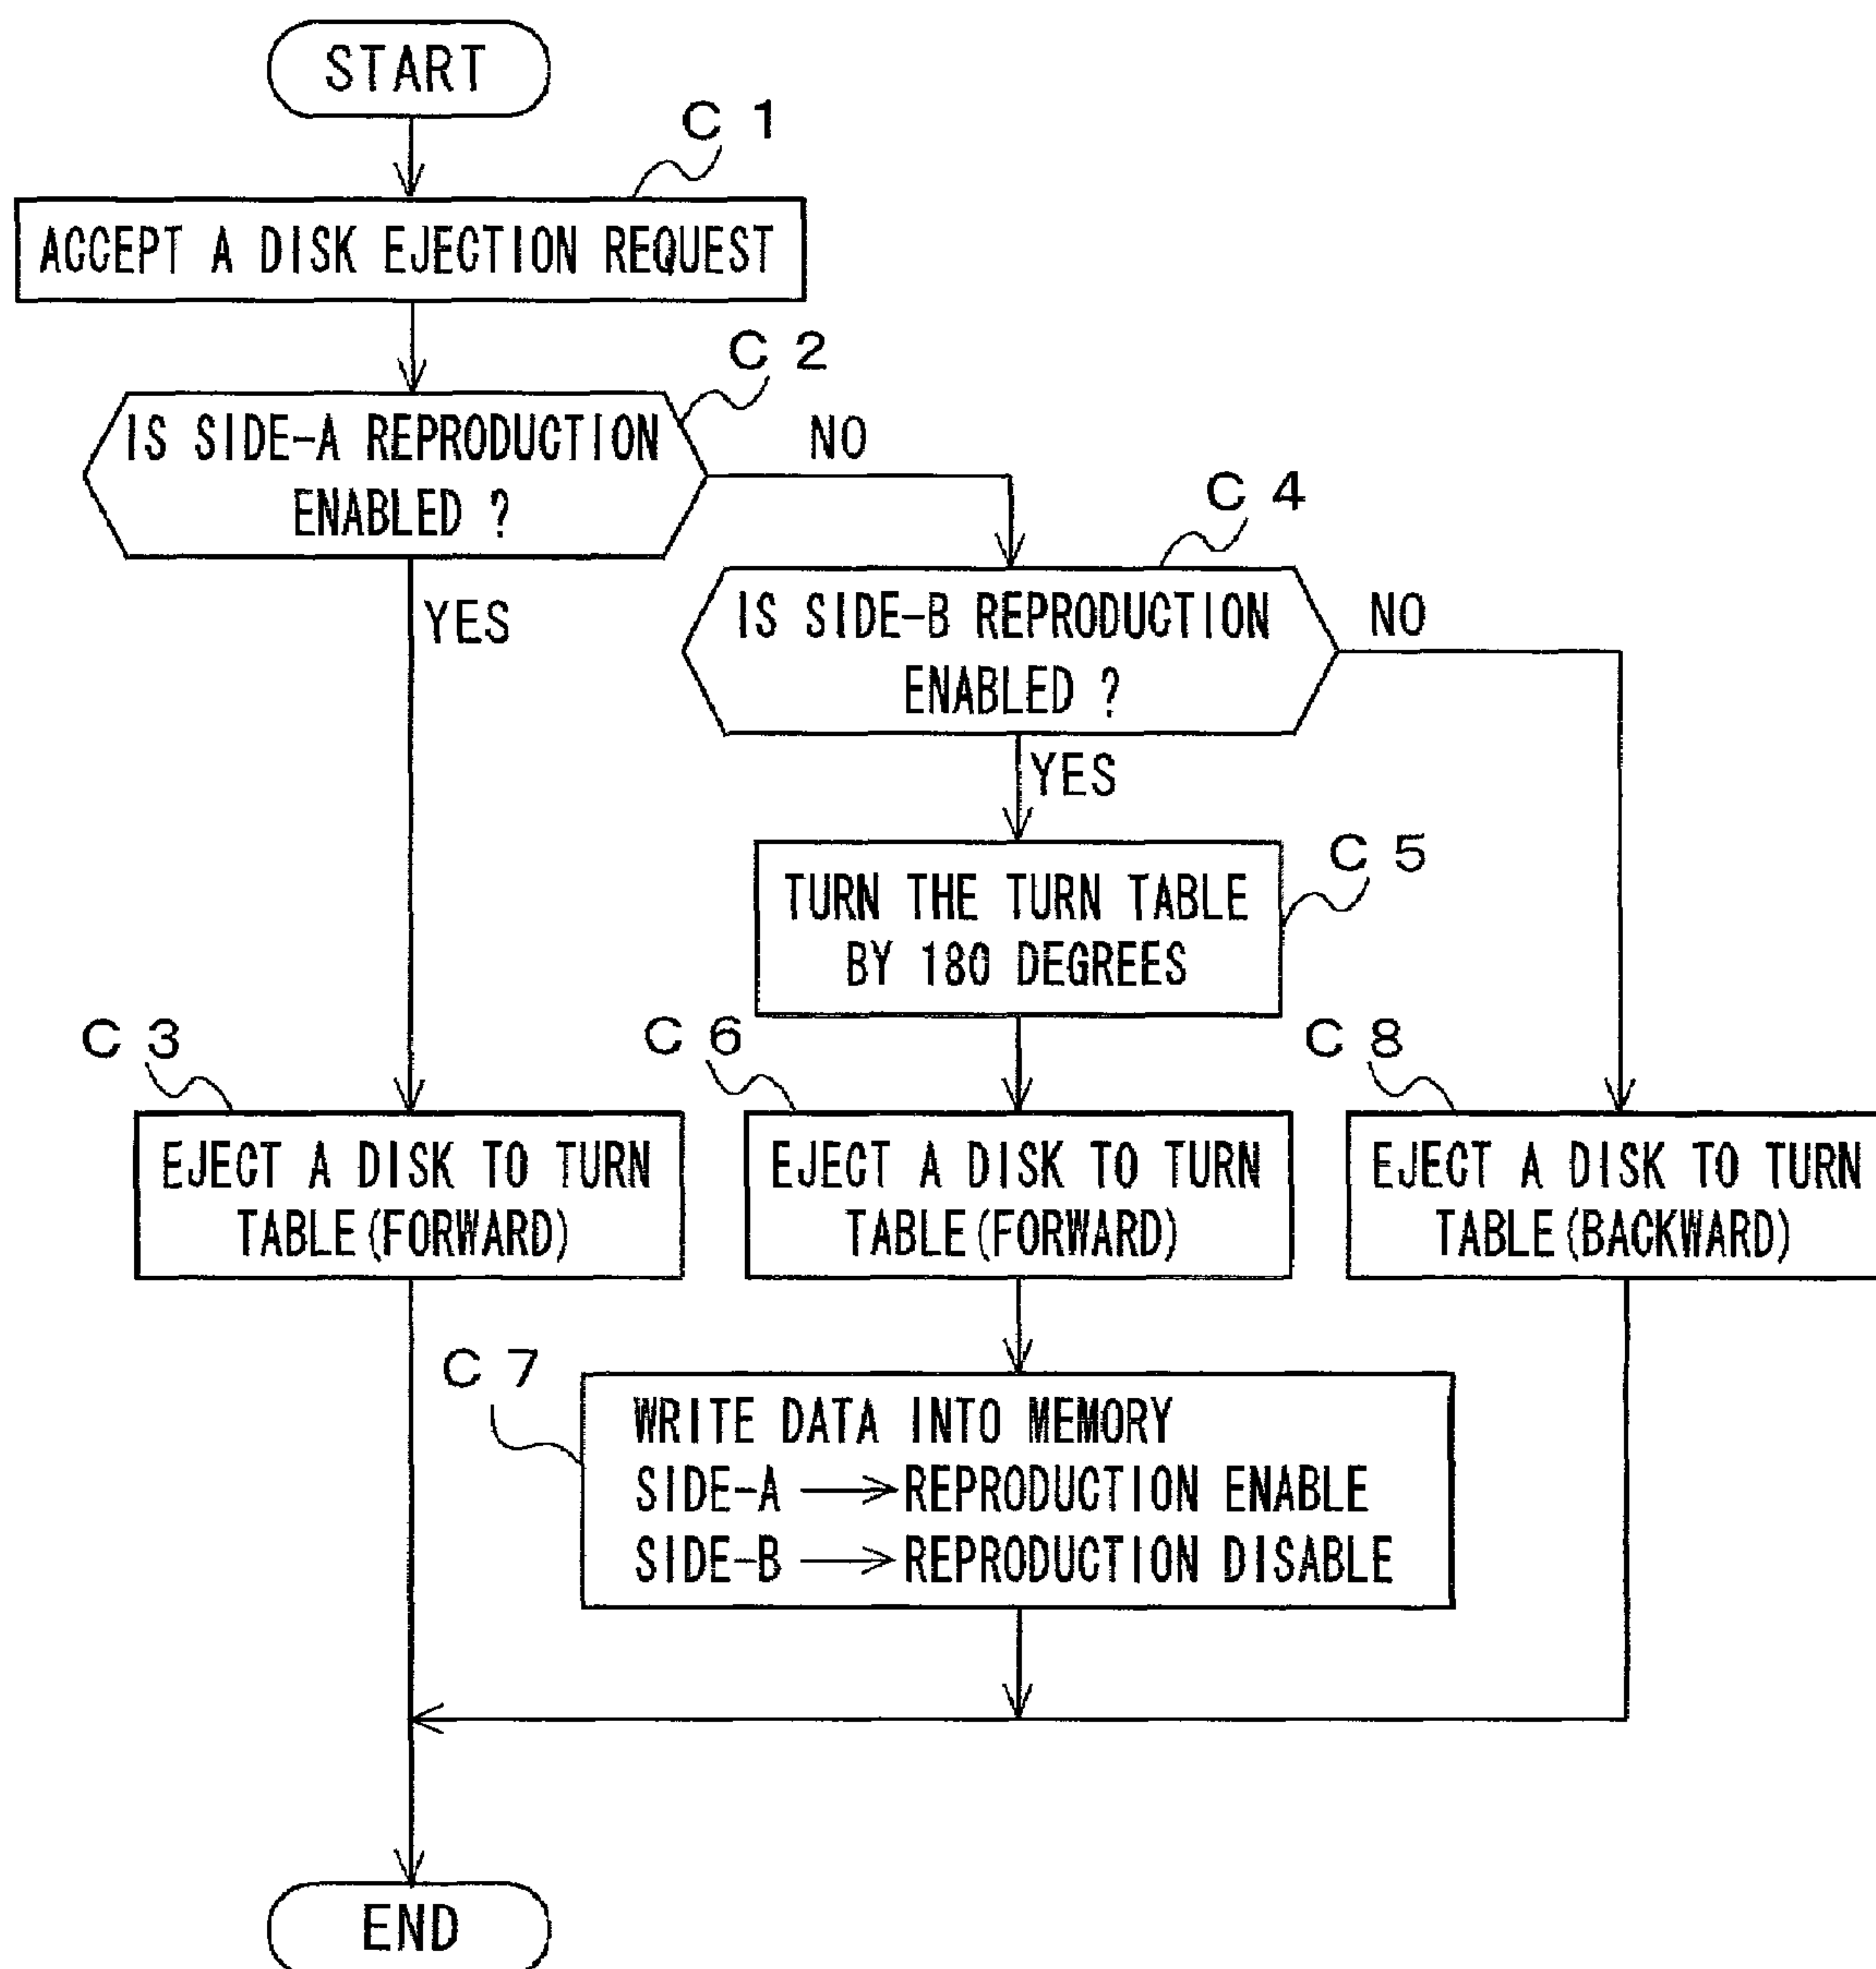 START
C 1
ACCEPT A DISK EJECTION REQUEST
C 2
IS SIDE-A REPRODUCTION
ENABLED ?
NO
YES
C 4
IS SIDE-B REPRODUCTION
ENABLED ?
NO
YES
C 5
TURN THE TURN TABLE
BY 180 DEGREES
C 3
EJECT A DISK TO TURN
TABLE(FORWARD)
C 6
EJECT A DISK TO TURN
TABLE(FORWARD)
C 8
EJECT A DISK TO TURN
TABLE(BACKWARD)
C 7
WRITE DATA INTO MEMORY
SIDE-A → REPRODUCTION ENABLE
SIDE-B → REPRODUCTION DISABLE
END